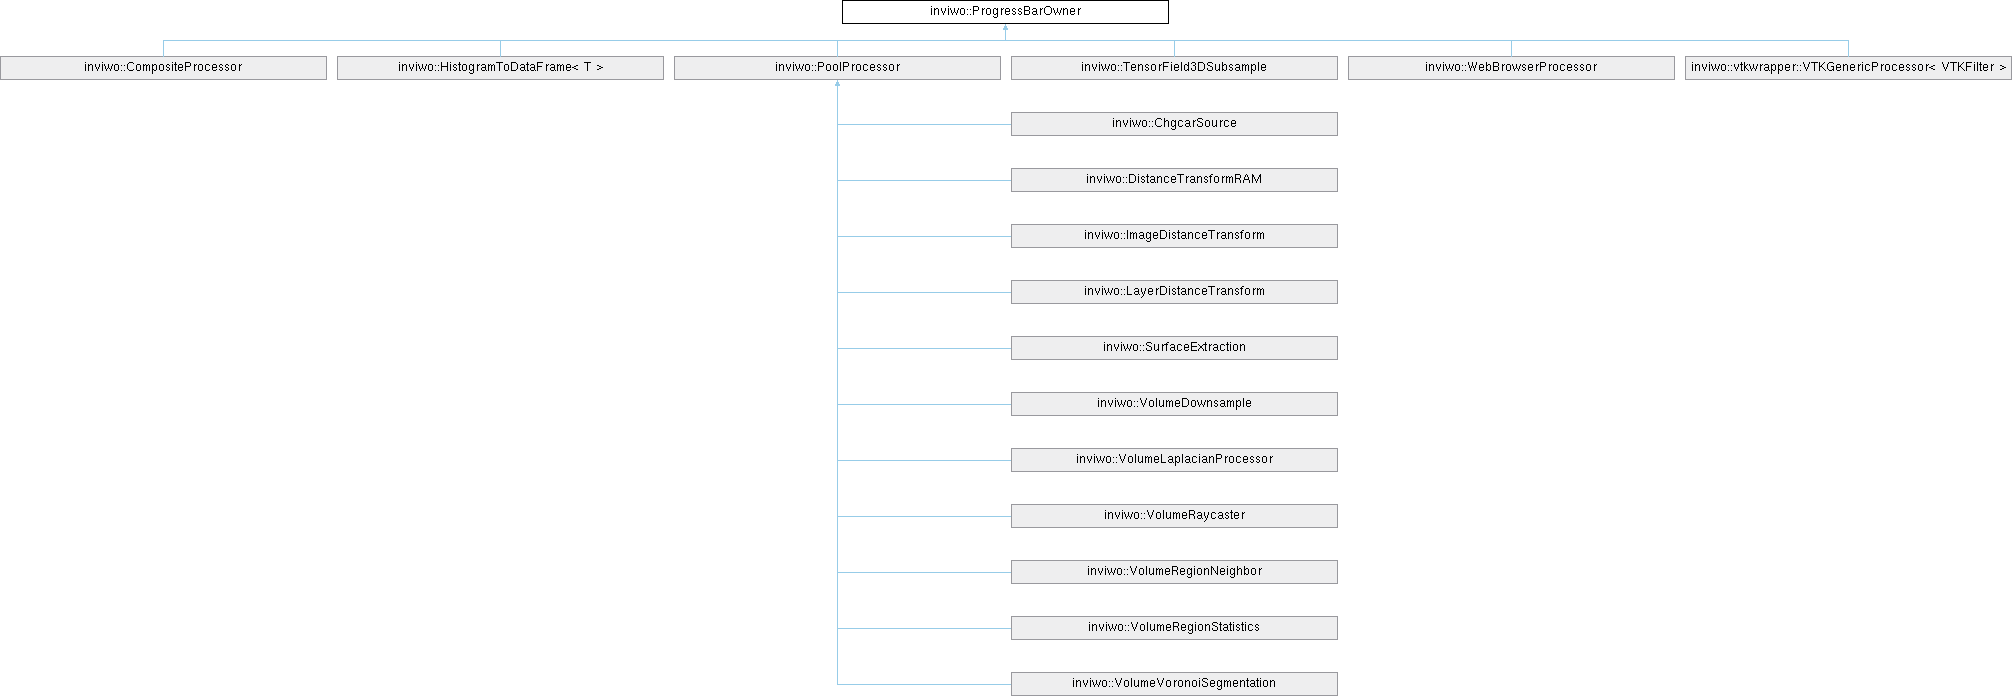 inviwo::ProgressBarOwner
inviwo::CompositeProcessor
inviwo::HistogramToDataFrame< T >
inviwo::PoolProcessor
inviwo::TensorField3DSubsample
inviwo::WebBrowserProcessor
inviwo::vtkwrapper::VTKGenericProcessor< VTKFilter >
inviwo::ChgcarSource
inviwo::DistanceTransformRAM
inviwo::ImageDistanceTransform
inviwo::LayerDistanceTransform
inviwo::SurfaceExtraction
inviwo::VolumeDownsample
inviwo::VolumeLaplacianProcessor
inviwo::VolumeRaycaster
inviwo::VolumeRegionNeighbor
inviwo::VolumeRegionStatistics
inviwo::VolumeVoronoiSegmentation